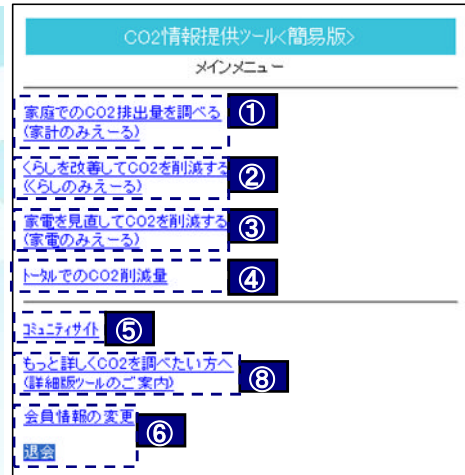 CO2情報提供ツール<簡易版>
メインメニュー
家庭でのCO2排出量を調べる
(家計のみえーる)
①
くらしを改善してCO2を削減する
(くらしのみえーる)
②
家電を見直してCO2を削減する
(家電のみえーる)
③
ﾄｰﾀﾙでのCO2削減量
④
ｺﾐｭﾆﾃｨｻｲﾄ
⑤
もっと詳しくCO2を調べたい方へ
(詳細版ﾂｰﾙのご案内)
⑧
会員情報の変更
⑥
退会